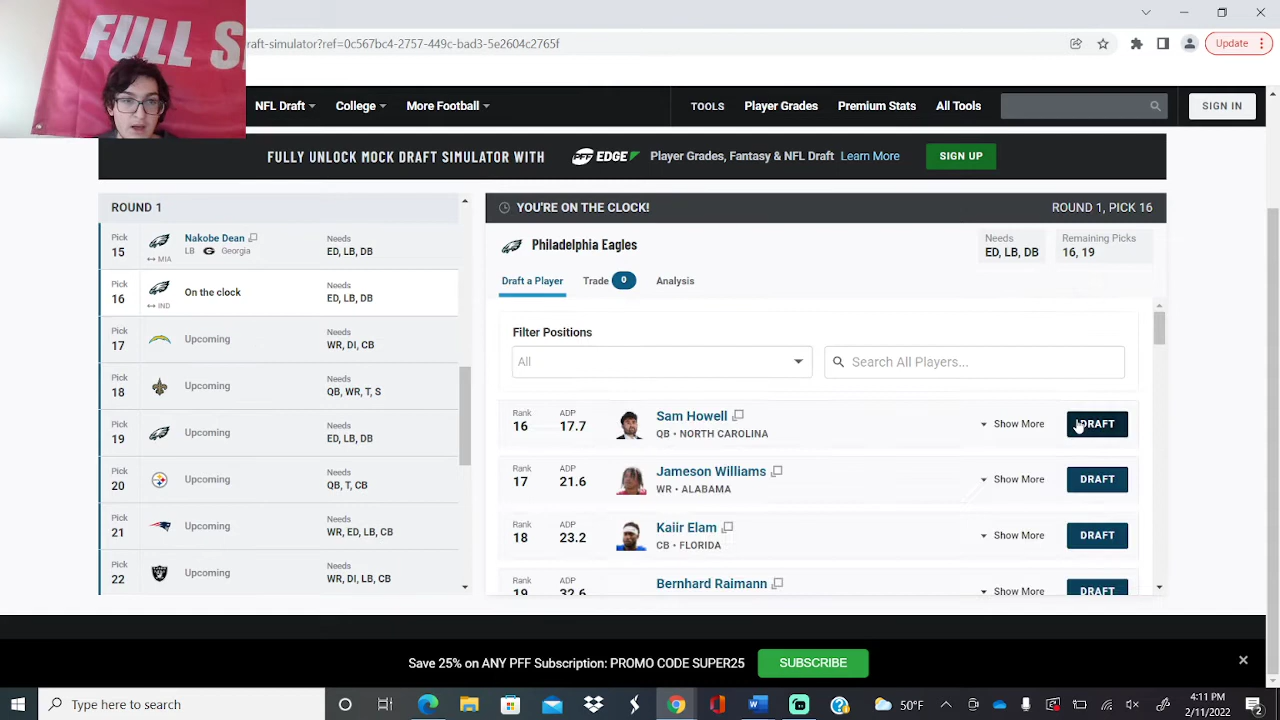 FULL S
raft-simulator?ref=0c567bc4-2757-449c-bad3-5e2604c2765f
Update
NFL Draft College More Football TOOLS Player Grades Premium Stats All Tools SIGN IN
FULLY UNLOCK MOCK DRAFT SIMULATOR WITH PFF EDGE Player Grades, Fantasy & NFL Draft Learn More SIGN UP
ROUND 1
Pick 15 Nakobe Dean LB G Georgia Needs ED, LB, DB
↔ MIA
Pick 16 On the clock Needs ED, LB, DB
↔ IND
Pick 17 Upcoming Needs WR, DI, CB
Pick 18 Upcoming Needs QB, WR, T, S
Pick 19 Upcoming Needs ED, LB, DB
Pick 20 Upcoming Needs QB, T, CB
Pick 21 Upcoming Needs WR, ED, LB, CB
Pick 22 Upcoming Needs WR, DI, LB, CB
YOU'RE ON THE CLOCK! ROUND 1, PICK 16
Philadelphia Eagles
Needs ED, LB, DB
Remaining Picks 16, 19
Draft a Player Trade 0 Analysis
Filter Positions
All Search All Players...
Rank 16 ADP 17.7 Sam Howell QB • NORTH CAROLINA Show More DRAFT
Rank 17 ADP 21.6 Jameson Williams WR • ALABAMA Show More DRAFT
Rank 18 ADP 23.2 Kaiir Elam CB • FLORIDA Show More DRAFT
Rank 19 ADP 32.6 Bernhard Raimann Show More DRAFT
Save 25% on ANY PFF Subscription: PROMO CODE SUPER25 SUBSCRIBE
Type here to search
50°F
4:11 PM
2/11/2022
2